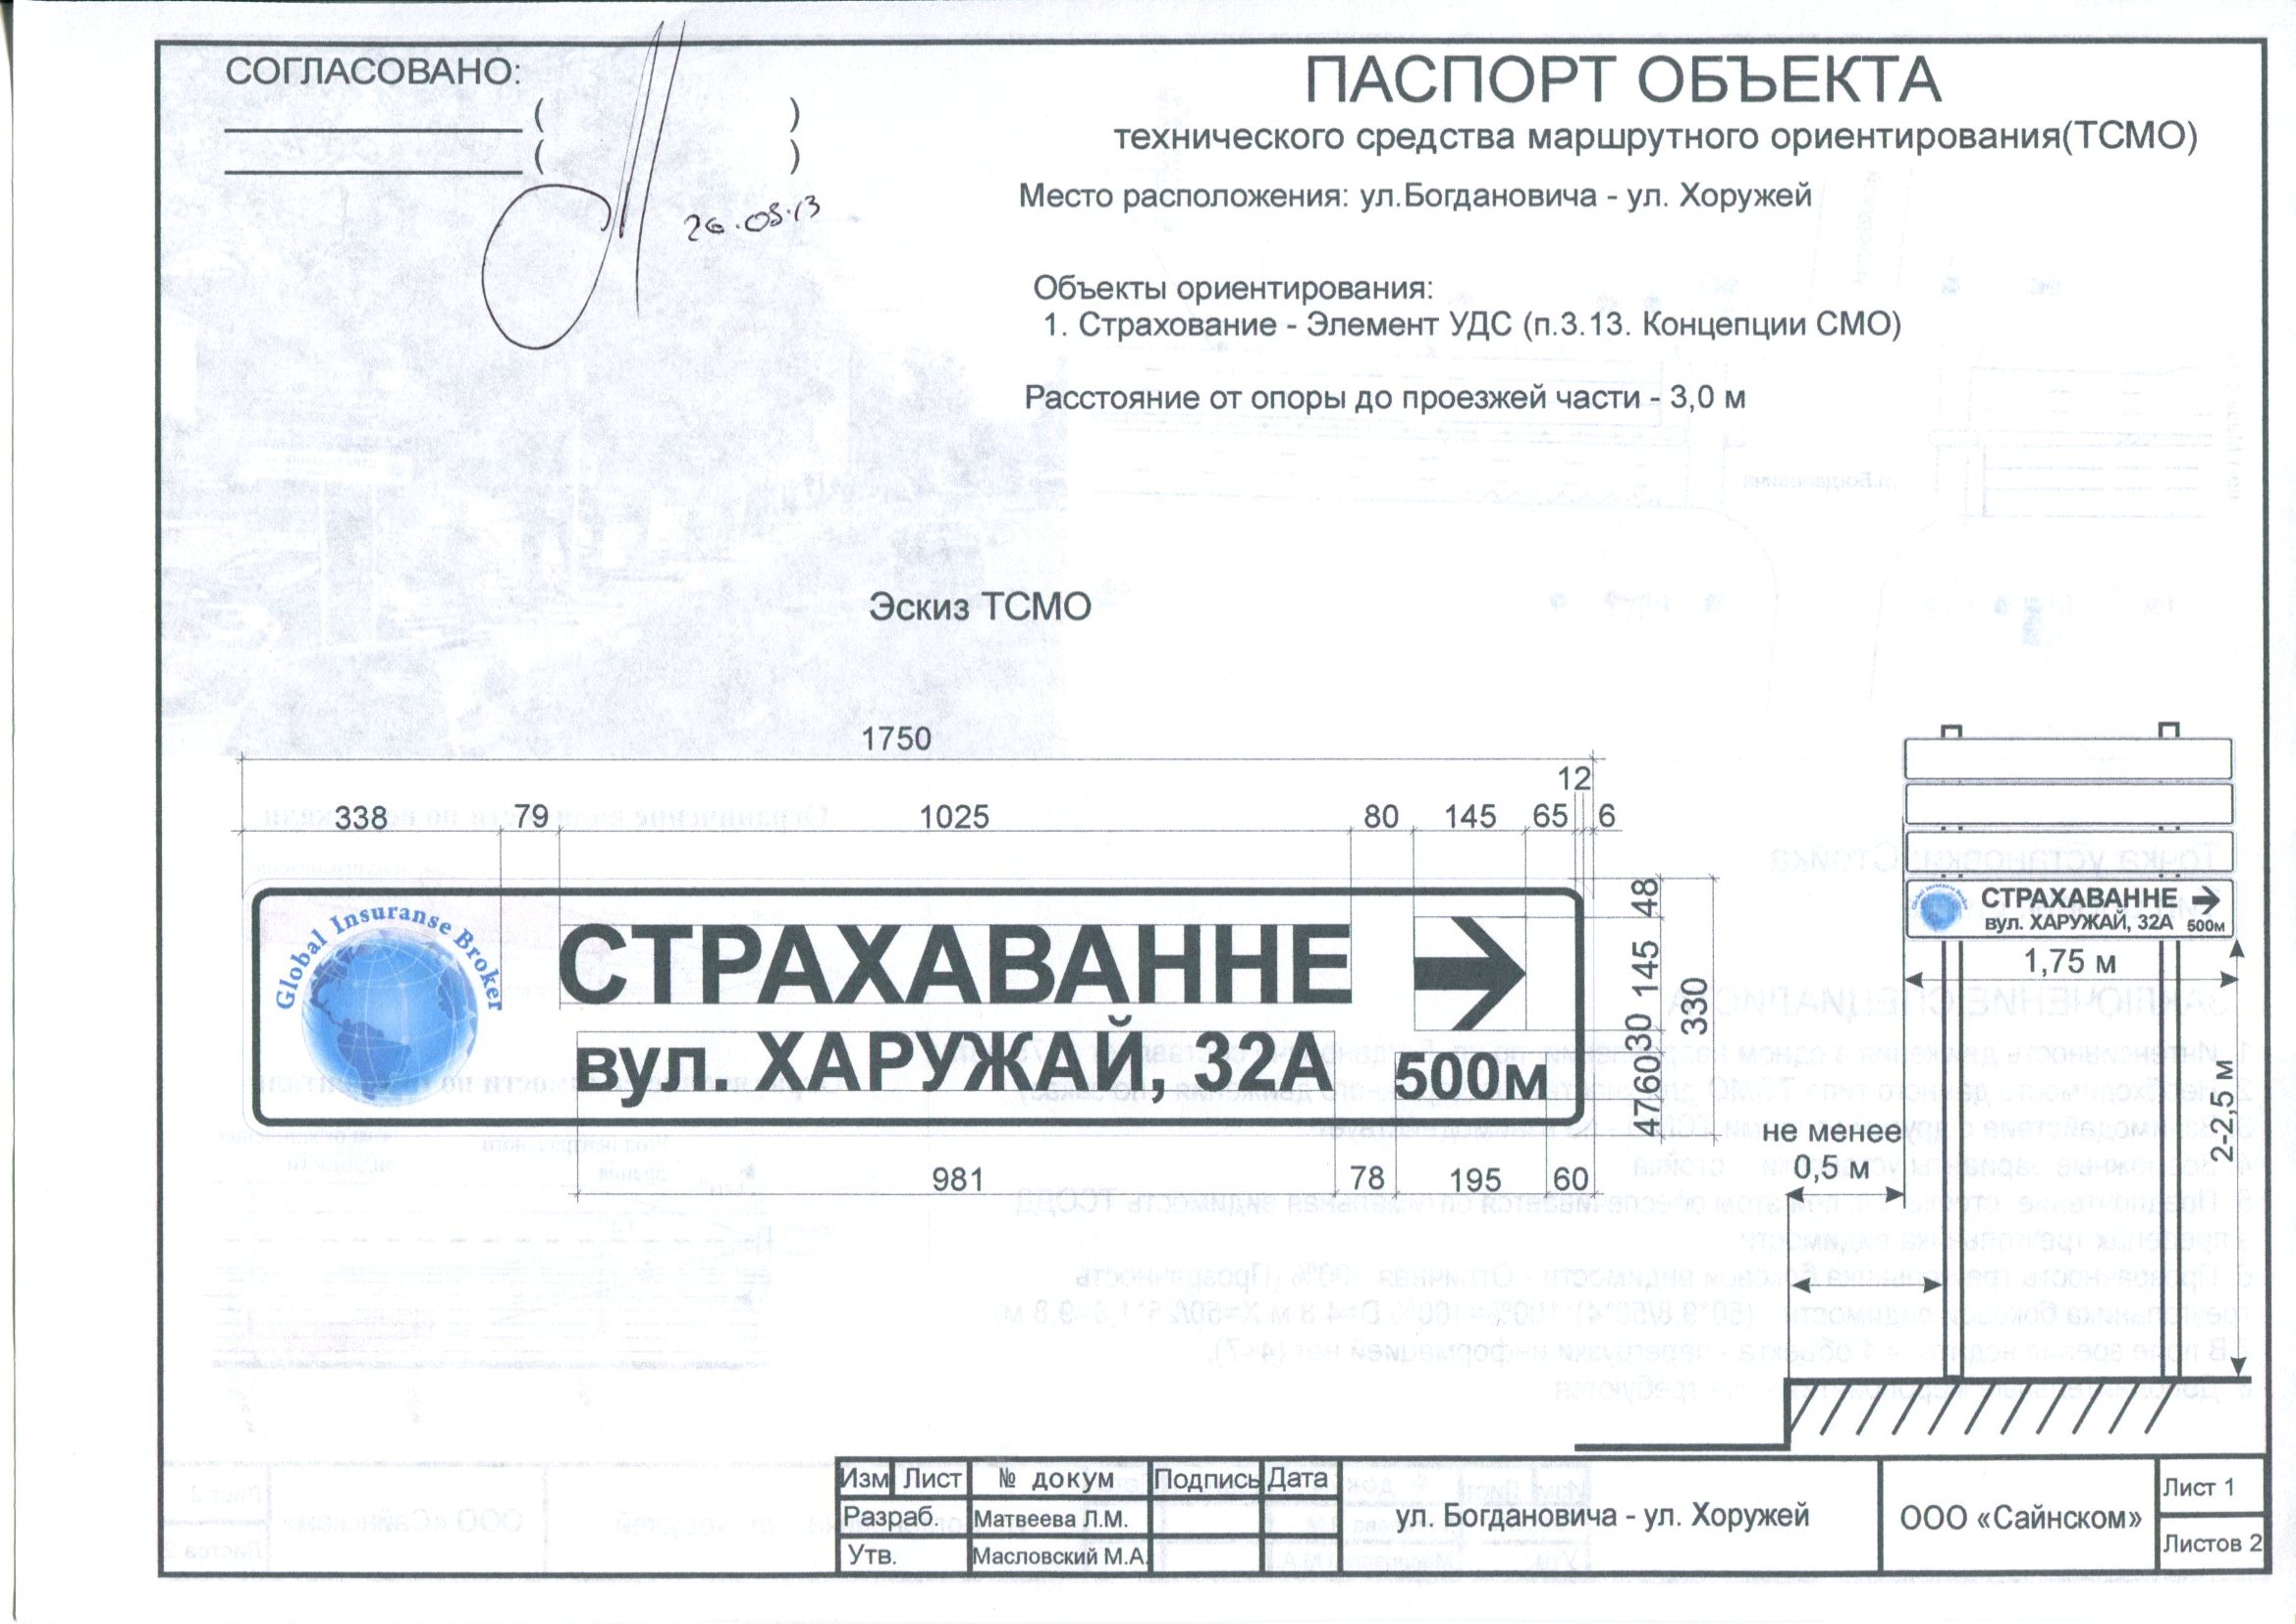 СОГЛАСОВАНО:
( )
( )
26.08.13
ПАСПОРТ ОБЪЕКТА
технического средства маршрутного ориентирования(ТСМО)
Место расположения: ул.Богдановича - ул. Хоружей
Объекты ориентирования:
1. Страхование - Элемент УДС (п.3.13. Концепции СМО)
Расстояние от опоры до проезжей части - 3,0 м
Эскиз ТСМО
1750
12
338 79 1025 80 145 65 6
Global Insuranse Broker
СТРАХАВАННЕ
вул. ХАРУЖАЙ, 32А
500м
48
145
30
60
47
330
981 78 195 60
Global Insuranse Broker
СТРАХАВАННЕ
вул. ХАРУЖАЙ, 32А 500м
1,75 м
2-2,5 м
не менее
0,5 м
Изм Лист № докум Подпись Дата
Разраб. Матвеева Л.М.
Утв. Масловский М.А.
ул. Богдановича - ул. Хоружей
ООО «Сайнском»
Лист 1
Листов 2